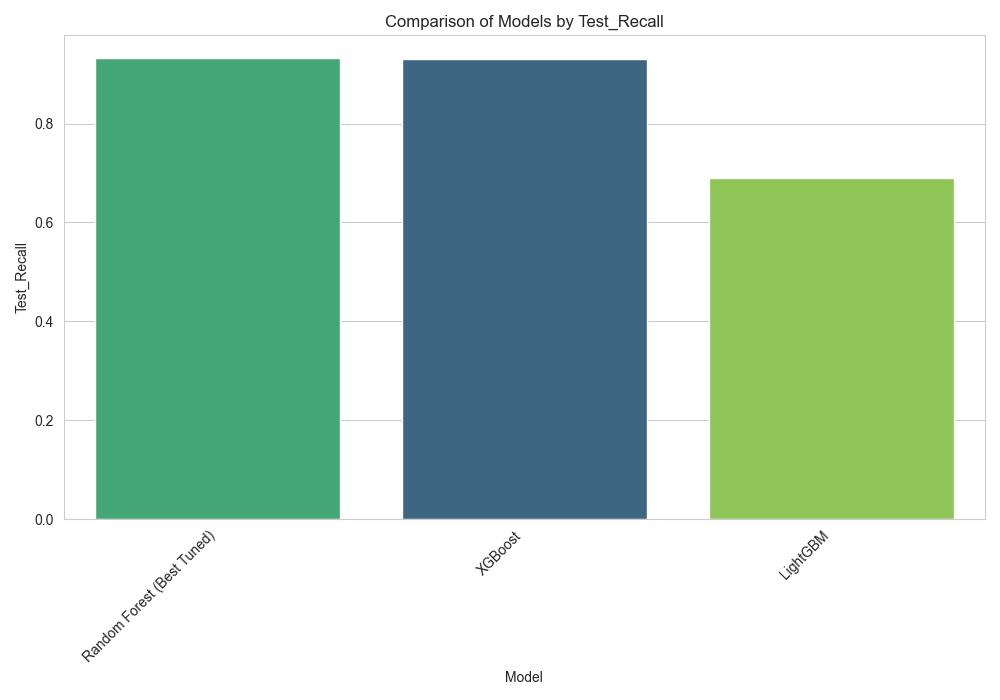 Comparison of Models by Test_Recall
Test_Recall
0.8
0.6
0.4
0.2
0.0
Random Forest (Best Tuned)
XGBoost
LightGBM
Model